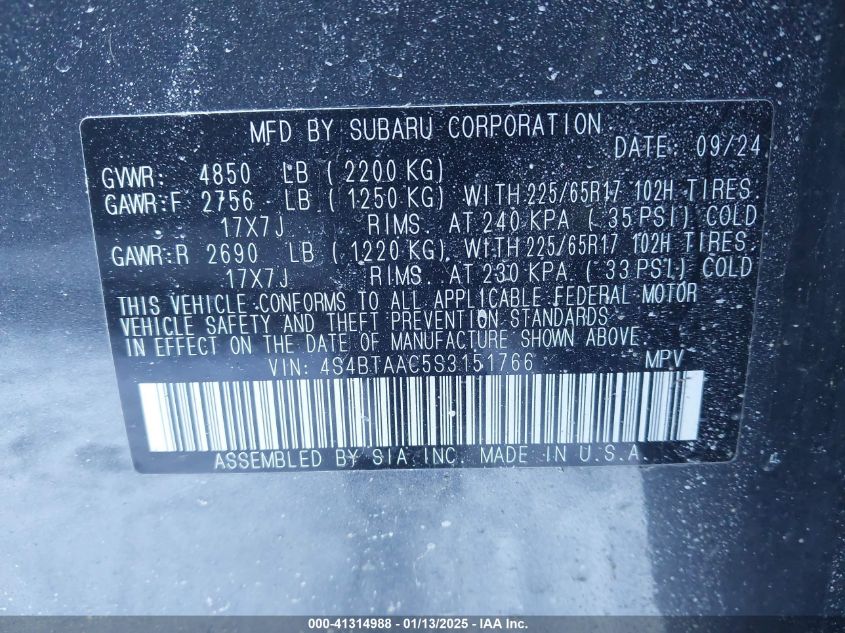 MFD BY SUBARU CORPORATION
DATE: 09/24
GVWR: 4850 LB ( 2200 KG)
GAWR:F 2756 LB ( 1250 KG) WITH 225/65R17 102H TIRES.
17X7J RIMS. AT 240 KPA ( 35 PSI) COLD
GAWR:R 2690 LB ( 1220 KG). WITH 225/65R17 102H TIRES.
17X7J RIMS. AT 230 KPA ( 33 PSI) COLD
THIS VEHICLE CONFORMS TO ALL APPLICABLE FEDERAL MOTOR
VEHICLE SAFETY AND THEFT PREVENTION STANDARDS
IN EFFECT ON THE DATE OF MANUFACTURE SHOWN ABOVE.
VIN: 4S4BTAAC5S3151766 MPV
ASSEMBLED BY SIA, INC. MADE IN U.S.A.
000-41314988 - 01/13/2025 - IAAI.COM